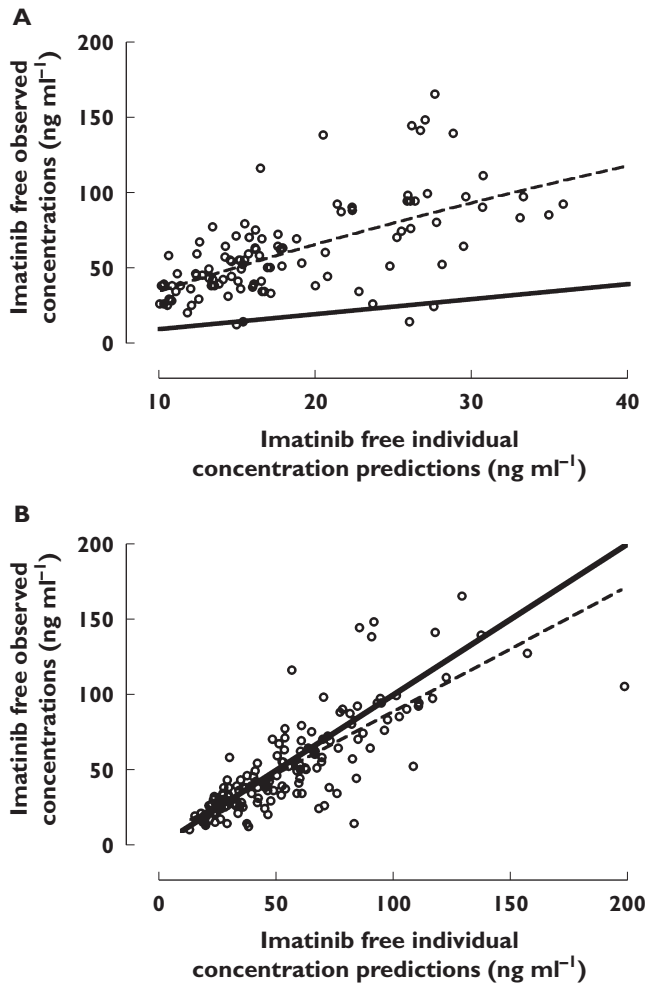 A
Imatinib free observed
concentrations (ng ml⁻¹)
200
150
100
50
0
10
20
30
40
Imatinib free individual
concentration predictions (ng ml⁻¹)
B
Imatinib free observed
concentrations (ng ml⁻¹)
200
150
100
50
0
0
50
100
150
200
Imatinib free individual
concentration predictions (ng ml⁻¹)